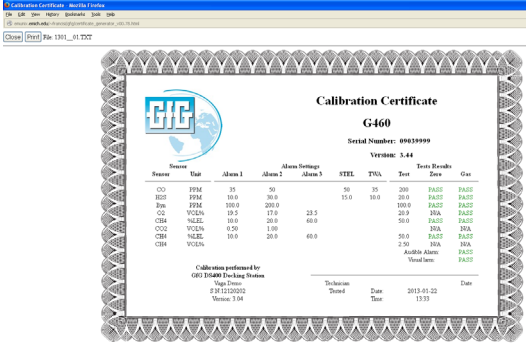 Calibration Certificate - Mozilla Firefox
File Edit View History Bookmarks Tools Help
Close Print File: 1301__01.TXT
GfG
Calibration Certificate
G460
Serial Number: 09039999
Version: 3.44
Sensor Alarm Settings Tests Results
Sensor Unit Alarm 1 Alarm 2 Alarm 3 STEL TWA Test Zero Gas
CO PPM 35 50 50 35 200 PASS PASS
H2S PPM 10.0 30.0 15.0 10.0 20.0 PASS PASS
Byn PPM 100.0 200.0 100.0 PASS PASS
O2 VOL% 19.5 17.0 23.5 20.9 N/A PASS
CH4 %LEL 10.0 20.0 60.0 50.0 PASS PASS
CO2 VOL% 0.50 1.00 N/A N/A
CH4 %LEL 10.0 20.0 60.0 50.0 PASS PASS
CH4 VOL% 2.50 N/A N/A
Audible Alarm: PASS
Visual larm: PASS
Calibration performed by
GfG DS400 Docking Station
Vaga Demo
S.N.12120202
Version: 3.04
Technician Date
Tested Date: 2013-01-22
Time: 13:33